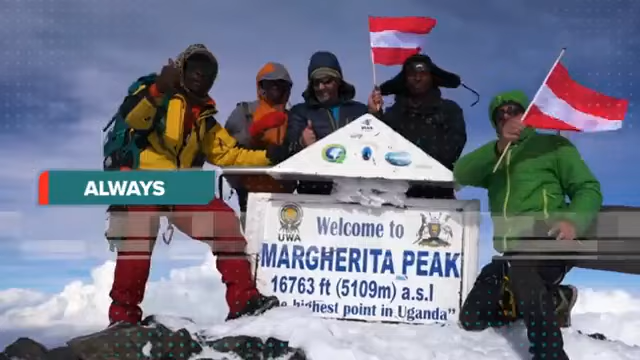 ALWAYS
Welcome to
UWA
MARGHERITA PEAK
16763 ft (5109m) a.s.l
highest point in Uganda"